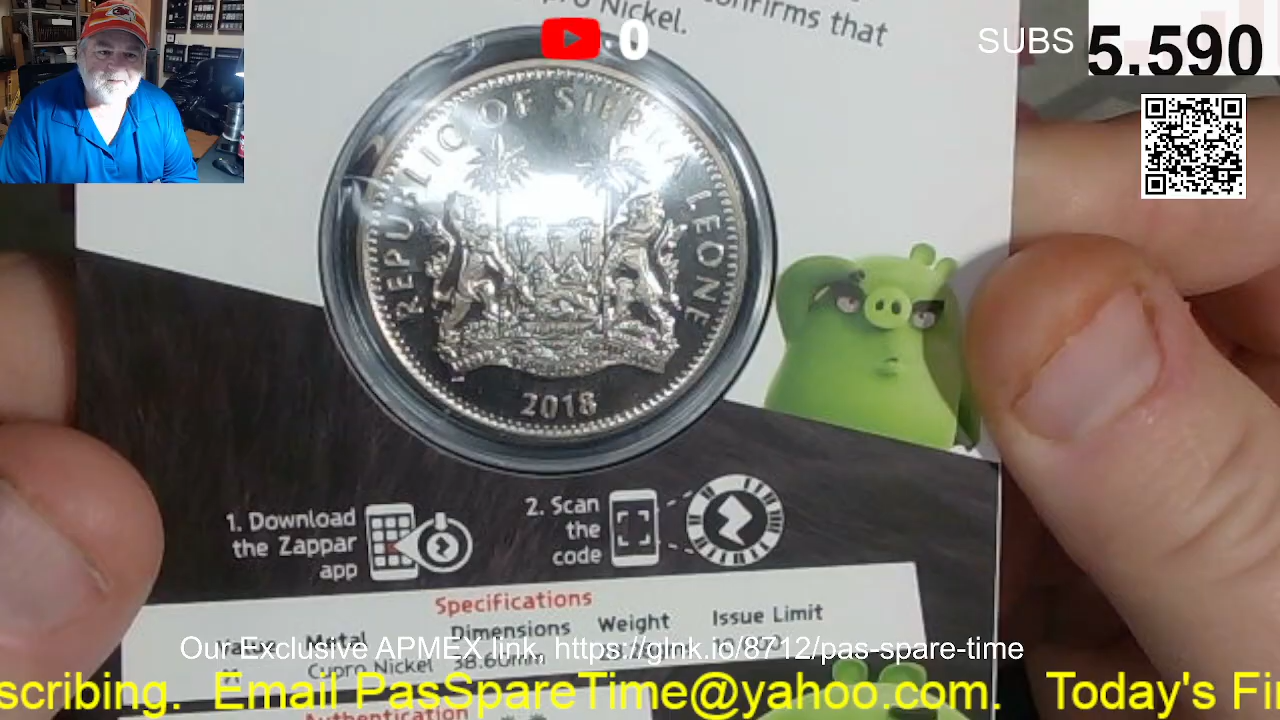 pro Nickel.
confirms that
0
SUBS 5.590
REPUBLIC OF SIERRA LEONE
2018
1. Download
the Zappar
app
2. Scan
the
code
Specifications
Value Metal Dimensions Weight Issue Limit
Cupro Nickel 38.60mm
Our Exclusive APMEX link, https://glnk.io/8712/pas-spare-time
scribing. Email PasSpareTime@yahoo.com. Today's Fi
Authentication